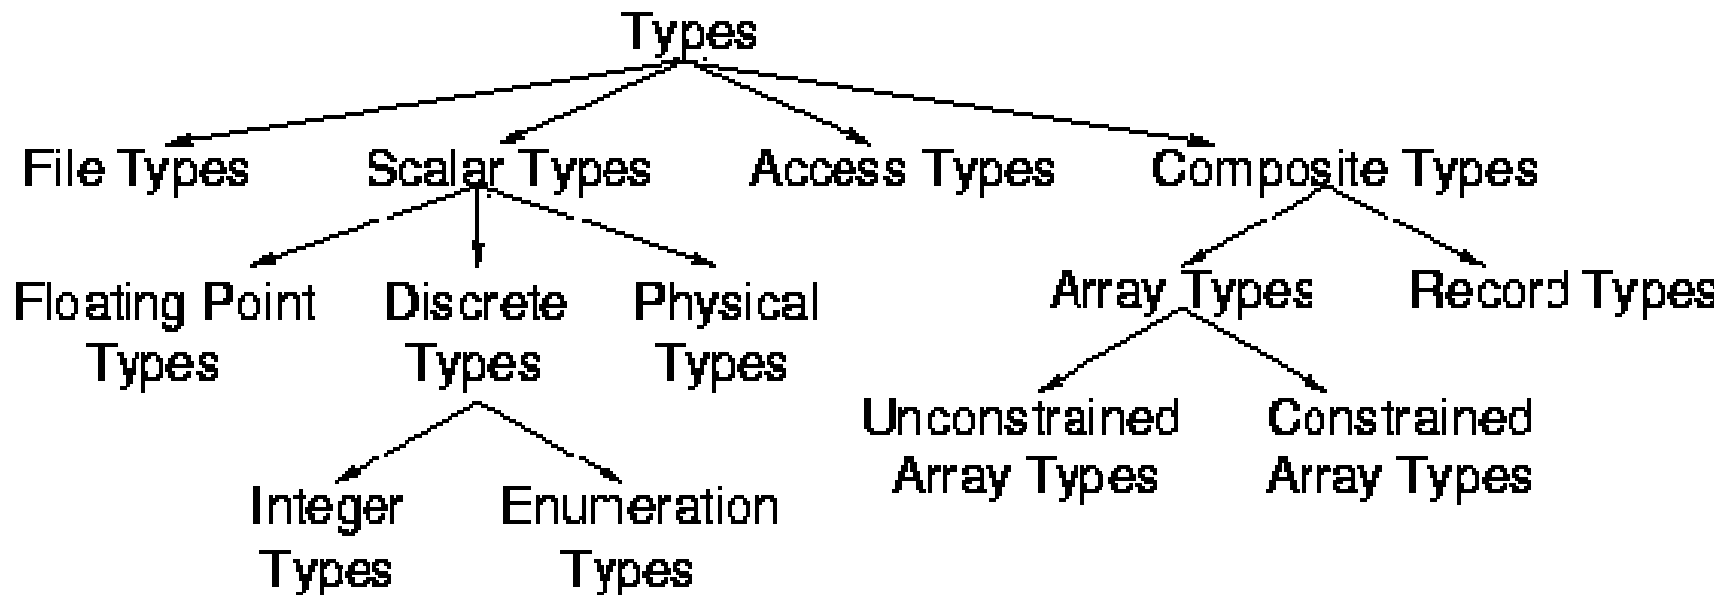 Types
File Types Scalar Types Access Types Composite Types
Floating Point Types
Discrete Types
Physical Types
Array Types Record Types
Unconstrained Array Types
Constrained Array Types
Integer Types
Enumeration Types